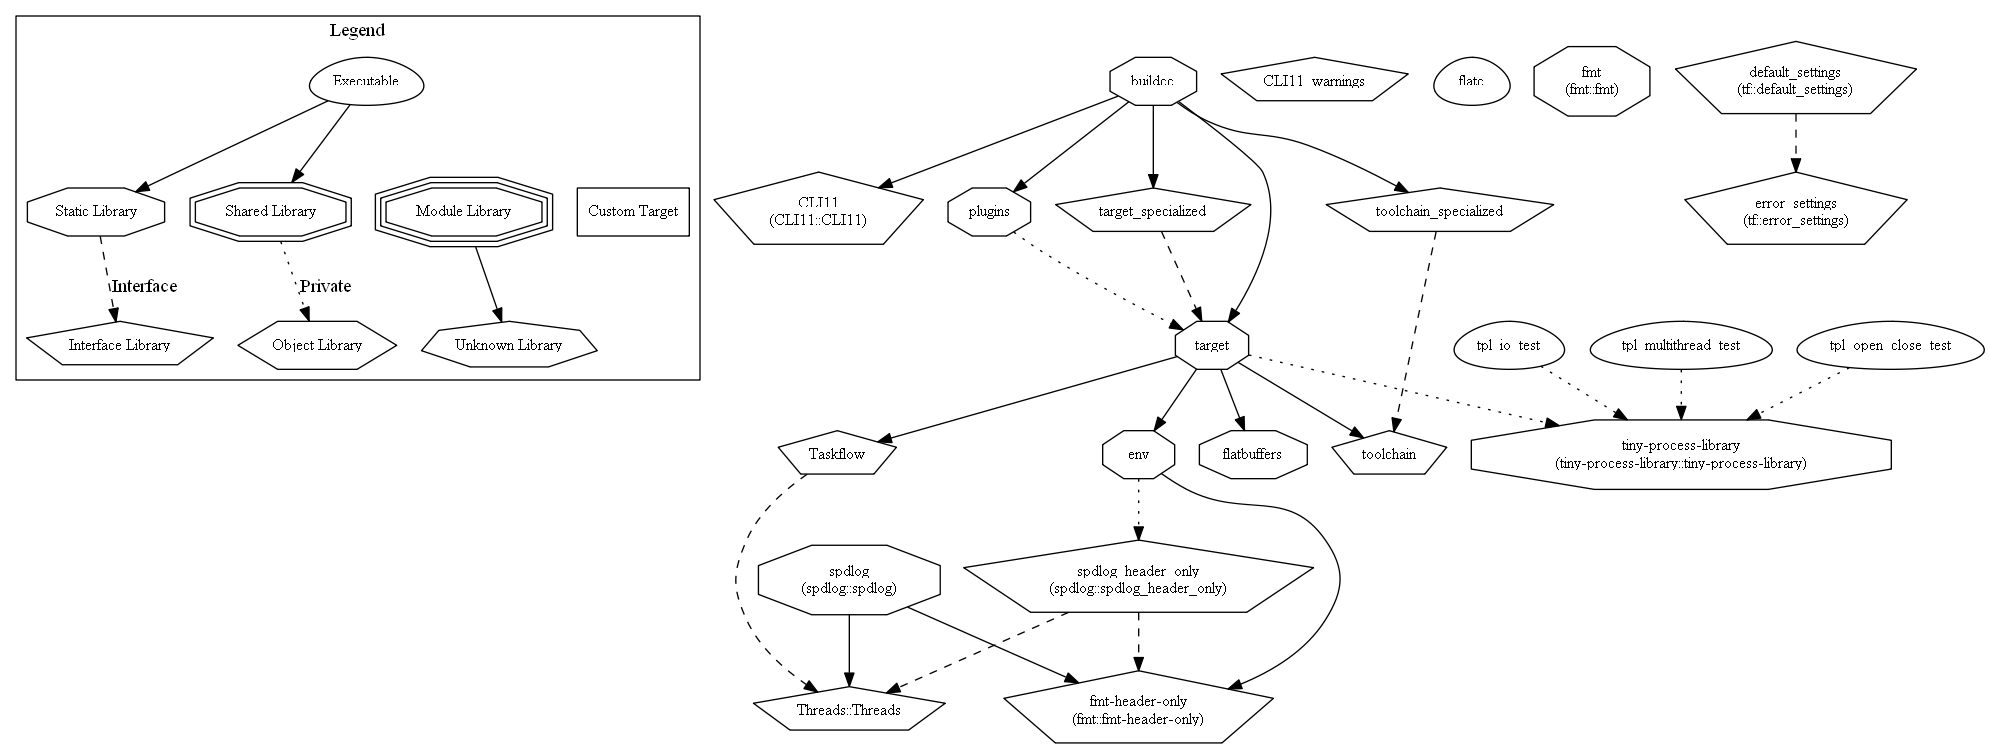 Legend
Executable
Static Library
Shared Library
Module Library
Custom Target
Interface
Private
Interface Library
Object Library
Unknown Library
buildcc
CLI11_warnings
flatc
fmt
(fmt::fmt)
default_settings
(tf::default_settings)
CLI11
(CLI11::CLI11)
plugins
target_specialized
toolchain_specialized
error_settings
(tf::error_settings)
target
tpl_io_test
tpl_multithread_test
tpl_open_close_test
Taskflow
env
flatbuffers
toolchain
tiny-process-library
(tiny-process-library::tiny-process-library)
spdlog
(spdlog::spdlog)
spdlog_header_only
(spdlog::spdlog_header_only)
Threads::Threads
fmt-header-only
(fmt::fmt-header-only)